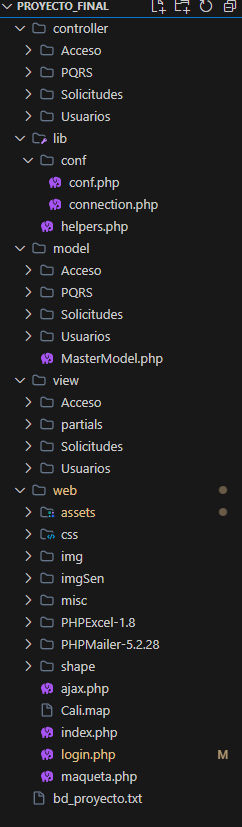 PROYECTO_FINAL
controller
Acceso
PQRS
Solicitudes
Usuarios
lib
conf
conf.php
connection.php
helpers.php
model
Acceso
PQRS
Solicitudes
Usuarios
MasterModel.php
view
Acceso
partials
Solicitudes
Usuarios
web
assets
css
img
imgSen
misc
PHPExcel-1.8
PHPMailer-5.2.28
shape
ajax.php
Cali.map
index.php
login.php M
maqueta.php
bd_proyecto.txt